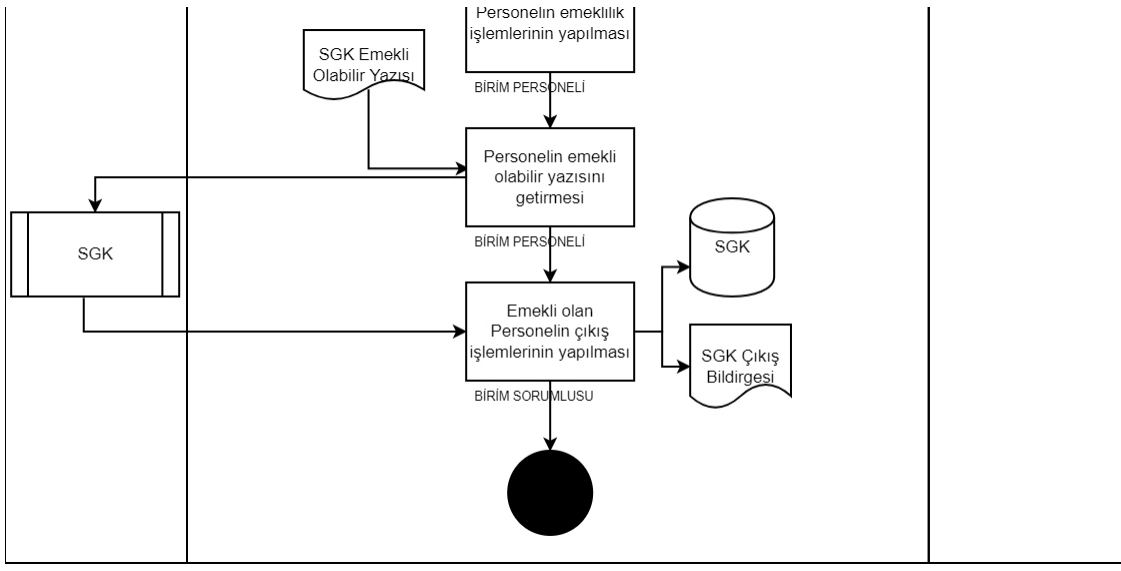 Personelin emeklilik
işlemlerinin yapılması
SGK Emekli
Olabilir Yazısı
BİRİM PERSONELİ
Personelin emekli
olabilir yazısını
getirmesi
BİRİM PERSONELİ
SGK
SGK
Emekli olan
Personelin çıkış
işlemlerinin yapılması
SGK Çıkış
Bildirgesi
BİRİM SORUMLUSU